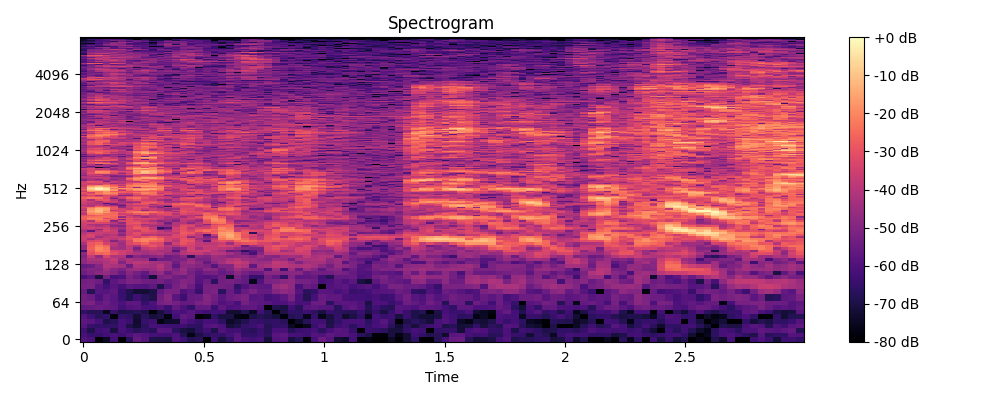 Spectrogram
Hz
4096
2048
1024
512
256
128
64
0
0
0.5
1
1.5
2
2.5
Time
+0 dB
-10 dB
-20 dB
-30 dB
-40 dB
-50 dB
-60 dB
-70 dB
-80 dB